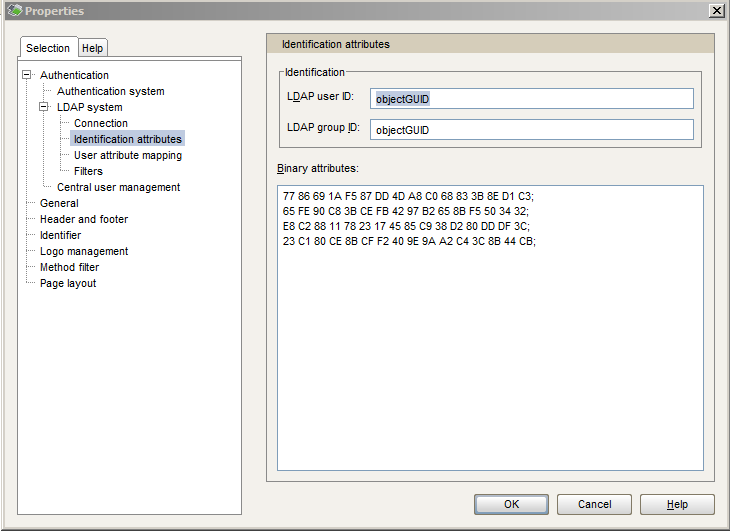 Properties
Selection
Help
Authentication
Authentication system
LDAP system
Connection
Identification attributes
User attribute mapping
Filters
Central user management
General
Header and footer
Identifier
Logo management
Method filter
Page layout
Identification attributes
Identification
LDAP user ID: objectGUID
LDAP group ID: objectGUID
Binary attributes:
77 86 69 1A F5 87 DD 4D A8 C0 68 83 3B 8E D1 C3;
65 FE 90 C8 3B CE FB 42 97 B2 65 8B F5 50 34 32;
E8 C2 88 11 78 23 17 45 85 C9 38 D2 80 DD DF 3C;
23 C1 80 CE 8B CF F2 40 9E 9A A2 C4 3C 8B 44 CB;
OK
Cancel
Help